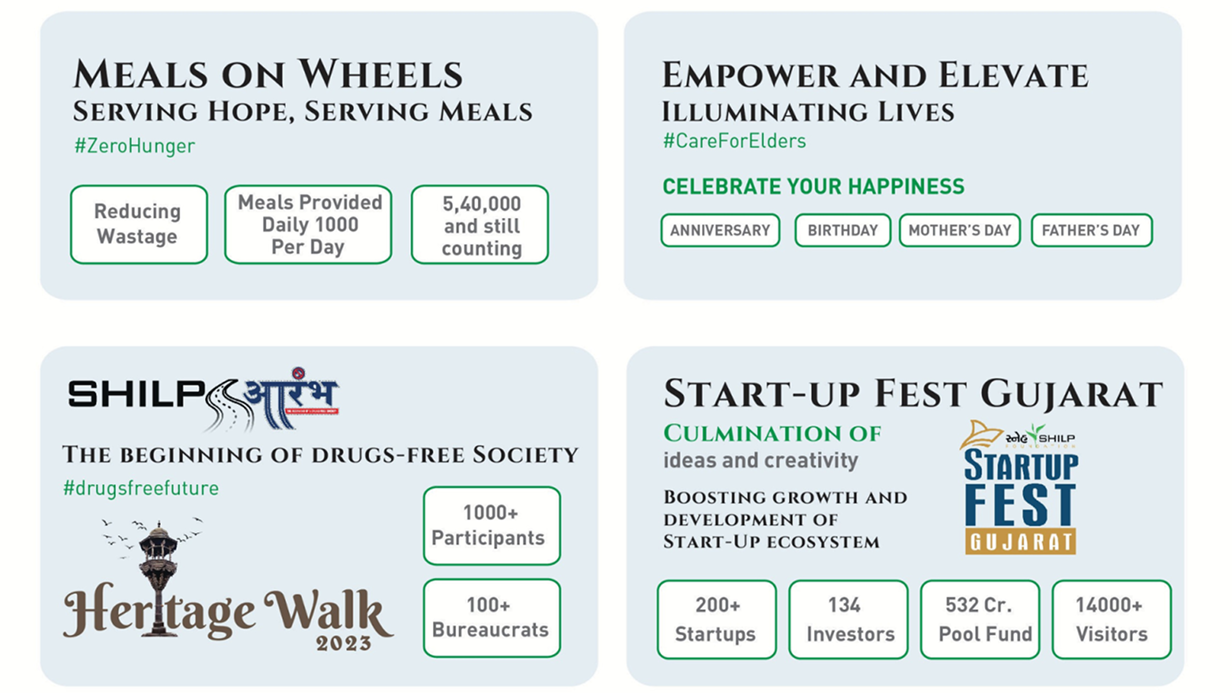 MEALS ON WHEELS
SERVING HOPE, SERVING MEALS
#ZeroHunger
Reducing
Wastage
Meals Provided
Daily 1000
Per Day
5,40,000
and still
counting
EMPOWER AND ELEVATE
ILLUMINATING LIVES
#CareForElders
CELEBRATE YOUR HAPPINESS
ANNIVERSARY
BIRTHDAY
MOTHER'S DAY
FATHER'S DAY
SHILP आरंभ
THE BEGINNING OF DRUGS-FREE SOCIETY
#drugsfreefuture
Heritage Walk
2023
1000+
Participants
100+
Bureaucrats
START-UP FEST GUJARAT
CULMINATION OF
ideas and creativity
BOOSTING GROWTH AND
DEVELOPMENT OF
START-UP ECOSYSTEM
સ્નેહ SHILP
FOUNDATION
STARTUP
FEST
GUJARAT
200+
Startups
134
Investors
532 Cr.
Pool Fund
14000+
Visitors